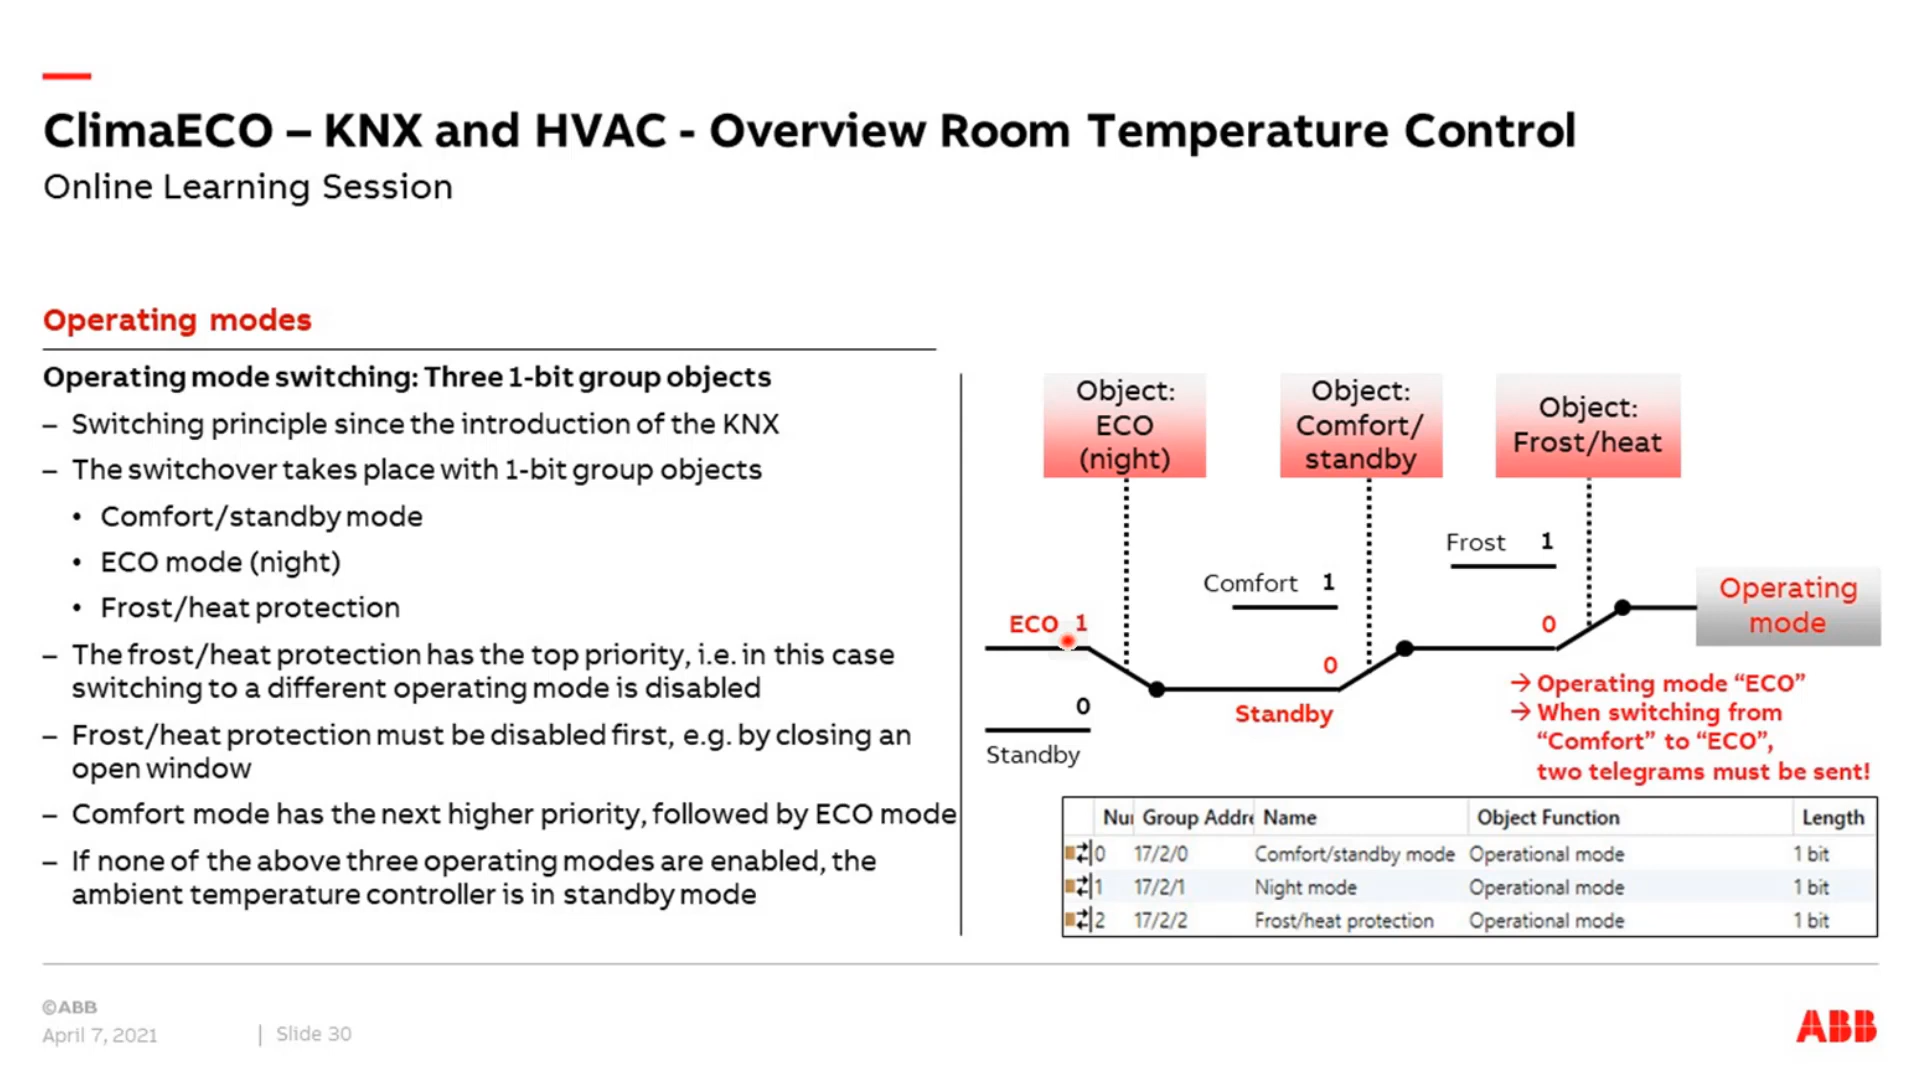 ClimaECO – KNX and HVAC - Overview Room Temperature Control
Online Learning Session
Operating modes
Operating mode switching: Three 1-bit group objects
– Switching principle since the introduction of the KNX
– The switchover takes place with 1-bit group objects
• Comfort/standby mode
• ECO mode (night)
• Frost/heat protection
– The frost/heat protection has the top priority, i.e. in this case
switching to a different operating mode is disabled
– Frost/heat protection must be disabled first, e.g. by closing an
open window
– Comfort mode has the next higher priority, followed by ECO mode
– If none of the above three operating modes are enabled, the
ambient temperature controller is in standby mode
Object:
ECO
(night)
Object:
Comfort/
standby
Object:
Frost/heat
Frost 1
Comfort 1
ECO 1
0
0
0
Standby
Standby
Operating
mode
→ Operating mode “ECO”
→ When switching from
“Comfort” to “ECO”,
two telegrams must be sent!
Nu Group Addre Name Object Function Length
0 17/2/0 Comfort/standby mode Operational mode 1 bit
1 17/2/1 Night mode Operational mode 1 bit
2 17/2/2 Frost/heat protection Operational mode 1 bit
©ABB
April 7, 2021 | Slide 30
ABB